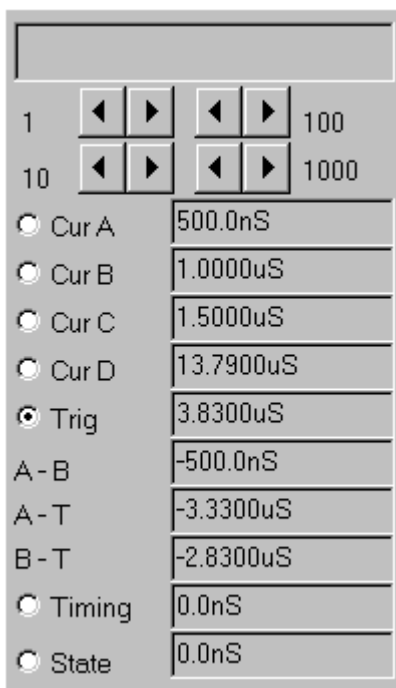 1 100
10 1000
Cur A 500.0nS
Cur B 1.0000uS
Cur C 1.5000uS
Cur D 13.7900uS
Trig 3.8300uS
A - B -500.0nS
A - T -3.3300uS
B - T -2.8300uS
Timing 0.0nS
State 0.0nS